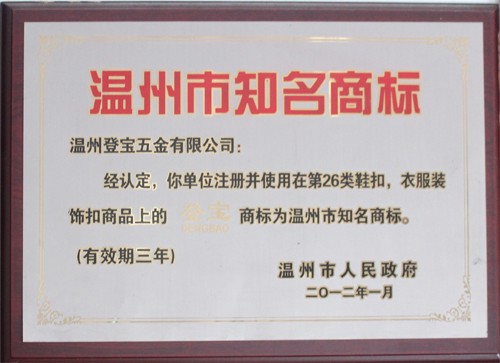 温州市知名商标
温州登宝五金有限公司：
经认定，你单位注册并使用在第26类鞋扣，衣服装
饰扣商品上的 登宝 商标为温州市知名商标。
DENGBAO
(有效期三年)
温州市人民政府
二〇一二年一月